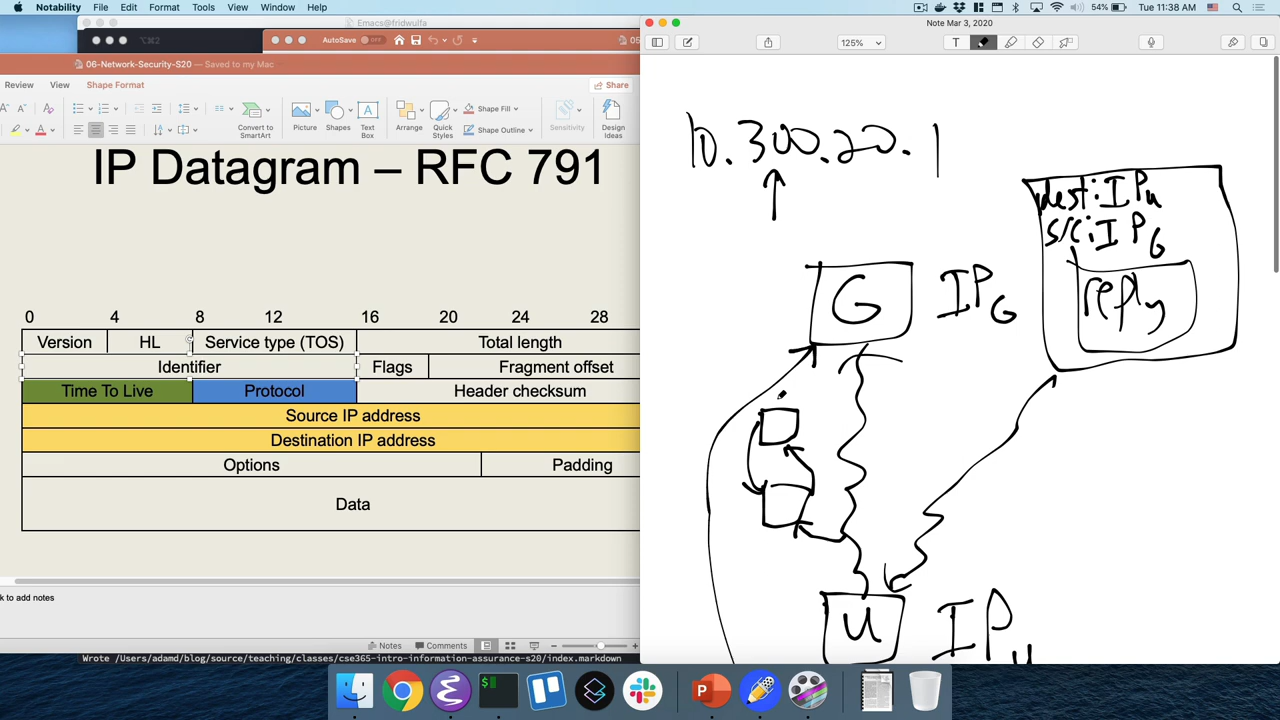 Notability File Edit Format Tools View Window Help
54% Tue 11:38 AM
Emacs@fridwulfa
⌥⌘2
AutoSave OFF
05
06-Network-Security-S20 — Saved to my Mac
Review View Shape Format
Share
Convert to SmartArt
Picture
Shapes
Text Box
Arrange
Quick Styles
Shape Fill
Shape Outline
Sensitivity
Design Ideas
IP Datagram – RFC 791
0 4 8 12 16 20 24 28
Version HL Service type (TOS) Total length
Identifier Flags Fragment offset
Time To Live Protocol Header checksum
Source IP address
Destination IP address
Options Padding
Data
k to add notes
Notes Comments
Wrote /Users/adamd/blog/source/teaching/classes/cse365-intro-information-assurance-s20/index.markdown
Note Mar 3, 2020
125%
T
10.300.20.1
dest: IPu
src: IPG
reply
G IPG
U IPu